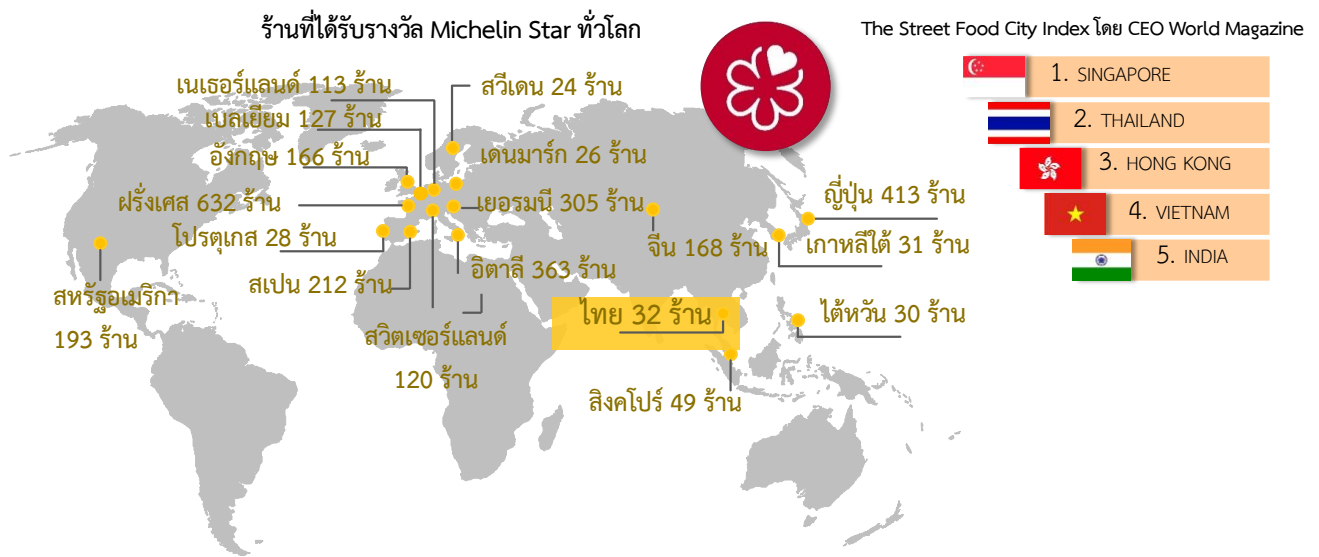 ร้านที่ได้รับรางวัล Michelin Star ทั่วโลก
The Street Food City Index โดย CEO World Magazine
1. SINGAPORE
2. THAILAND
3. HONG KONG
4. VIETNAM
5. INDIA
เนเธอร์แลนด์ 113 ร้าน
สวีเดน 24 ร้าน
เบลเยียม 127 ร้าน
อังกฤษ 166 ร้าน
เดนมาร์ก 26 ร้าน
ฝรั่งเศส 632 ร้าน
เยอรมนี 305 ร้าน
ญี่ปุ่น 413 ร้าน
โปรตุเกส 28 ร้าน
จีน 168 ร้าน
เกาหลีใต้ 31 ร้าน
สเปน 212 ร้าน
อิตาลี 363 ร้าน
สหรัฐอเมริกา
193 ร้าน
สวิตเซอร์แลนด์
120 ร้าน
ไทย 32 ร้าน
ไต้หวัน 30 ร้าน
สิงคโปร์ 49 ร้าน